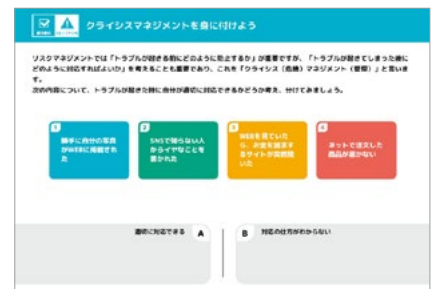 クライシスマネジメントを身に付けよう
リスクマネジメントでは「トラブルが起きる前にどのように防止するか」が重要ですが、「トラブルが起きてしまった後に
どのように対応すればよいか」を考えることも重要であり、これを「クライシス（危機）マネジメント（管理）」と言いま
す。
次の内容について、トラブルが起きた時に自分が適切に対応できるかどうか考え、分けてみましょう。
1
勝手に自分の写真
がWEBに掲載され
た
2
SNSで知らない人
からイヤなことを
書かれた
3
WEBを見ていた
ら、お金を請求す
るサイトが突然開
いた
4
ネットで注文した
商品が届かない
適切に対応できる A
B 対応の仕方がわからない